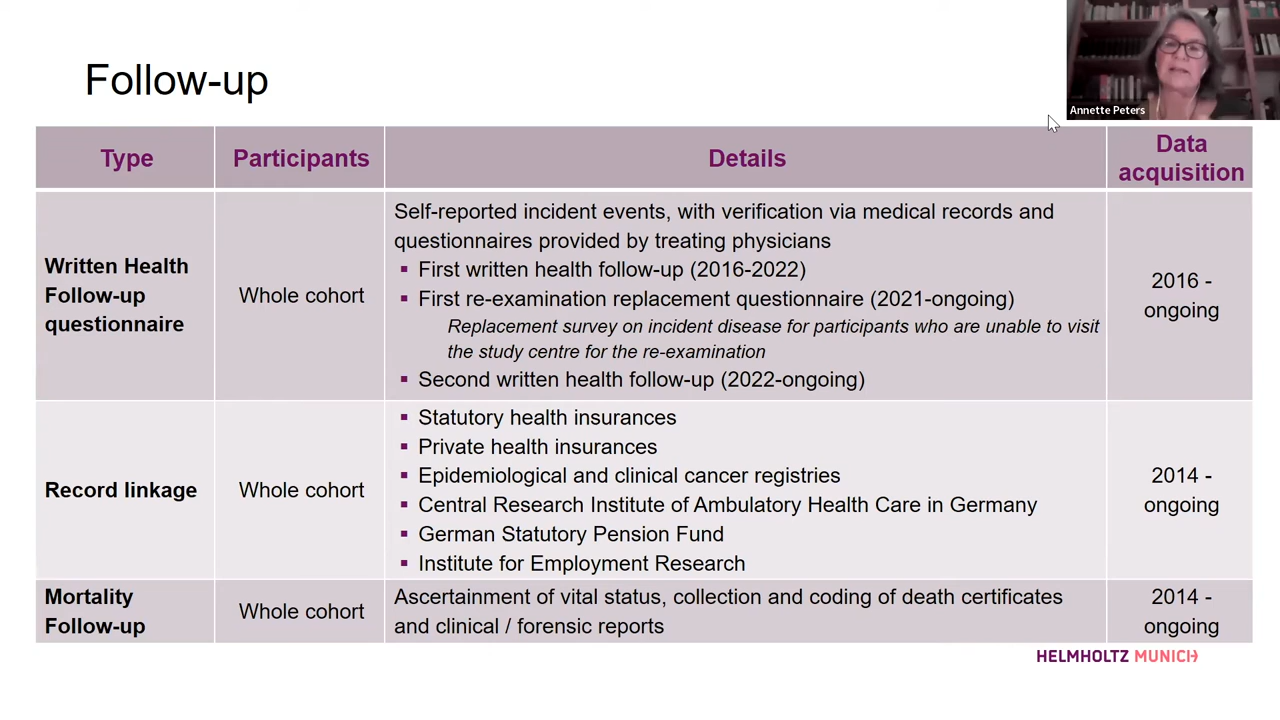 Follow-up
Annette Peters
Type
Participants
Details
Data
acquisition
Written Health
Follow-up
questionnaire
Whole cohort
Self-reported incident events, with verification via medical records and
questionnaires provided by treating physicians
▪ First written health follow-up (2016-2022)
▪ First re-examination replacement questionnaire (2021-ongoing)
Replacement survey on incident disease for participants who are unable to visit
the study centre for the re-examination
▪ Second written health follow-up (2022-ongoing)
2016 -
ongoing
Record linkage
Whole cohort
▪ Statutory health insurances
▪ Private health insurances
▪ Epidemiological and clinical cancer registries
▪ Central Research Institute of Ambulatory Health Care in Germany
▪ German Statutory Pension Fund
▪ Institute for Employment Research
2014 -
ongoing
Mortality
Follow-up
Whole cohort
Ascertainment of vital status, collection and coding of death certificates
and clinical / forensic reports
2014 -
ongoing
HELMHOLTZ MUNICH